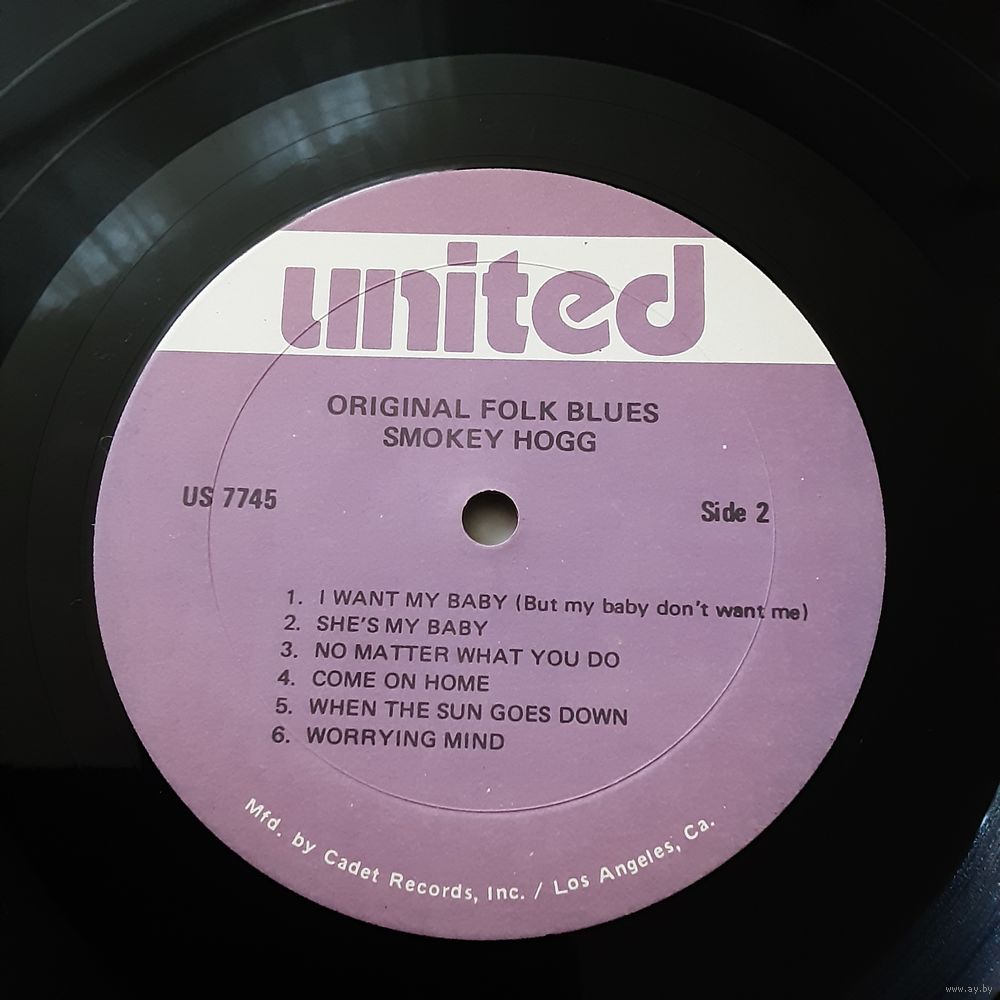 united
ORIGINAL FOLK BLUES
SMOKEY HOGG
US 7745
Side 2
1. I WANT MY BABY (But my baby don't want me)
2. SHE'S MY BABY
3. NO MATTER WHAT YOU DO
4. COME ON HOME
5. WHEN THE SUN GOES DOWN
6. WORRYING MIND
Mfd. by Cadet Records, Inc. / Los Angeles, Ca.
www.ay.by